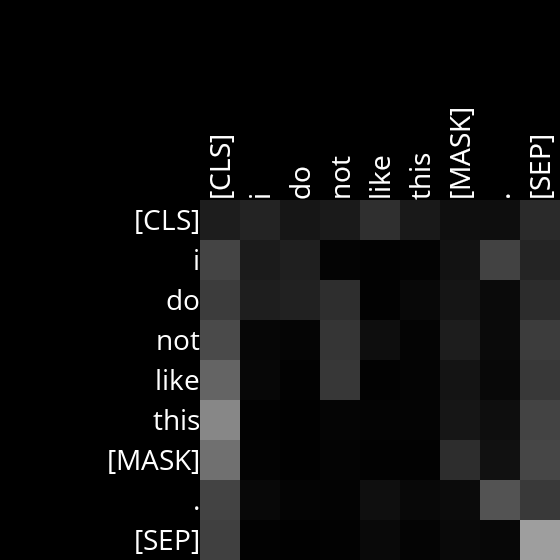 [CLS] i do not like this [MASK] . [SEP]
[CLS]
i
do
not
like
this
[MASK]
.
[SEP]